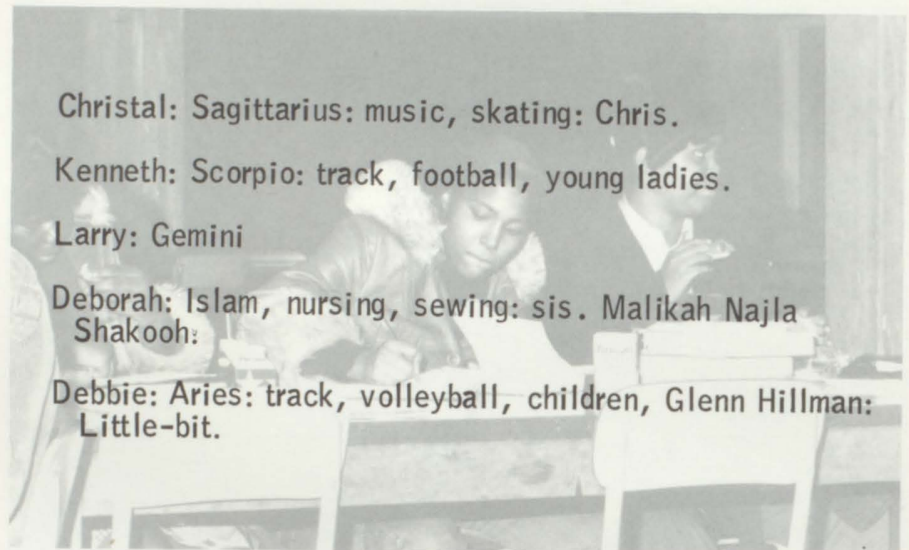 Christal: Sagittarius: music, skating: Chris.
Kenneth: Scorpio: track, football, young ladies.
Larry: Gemini
Deborah: Islam, nursing, sewing: sis. Malikah Najla
Shakooh:
Debbie: Aries: track, volleyball, children, Glenn Hillman:
Little-bit.